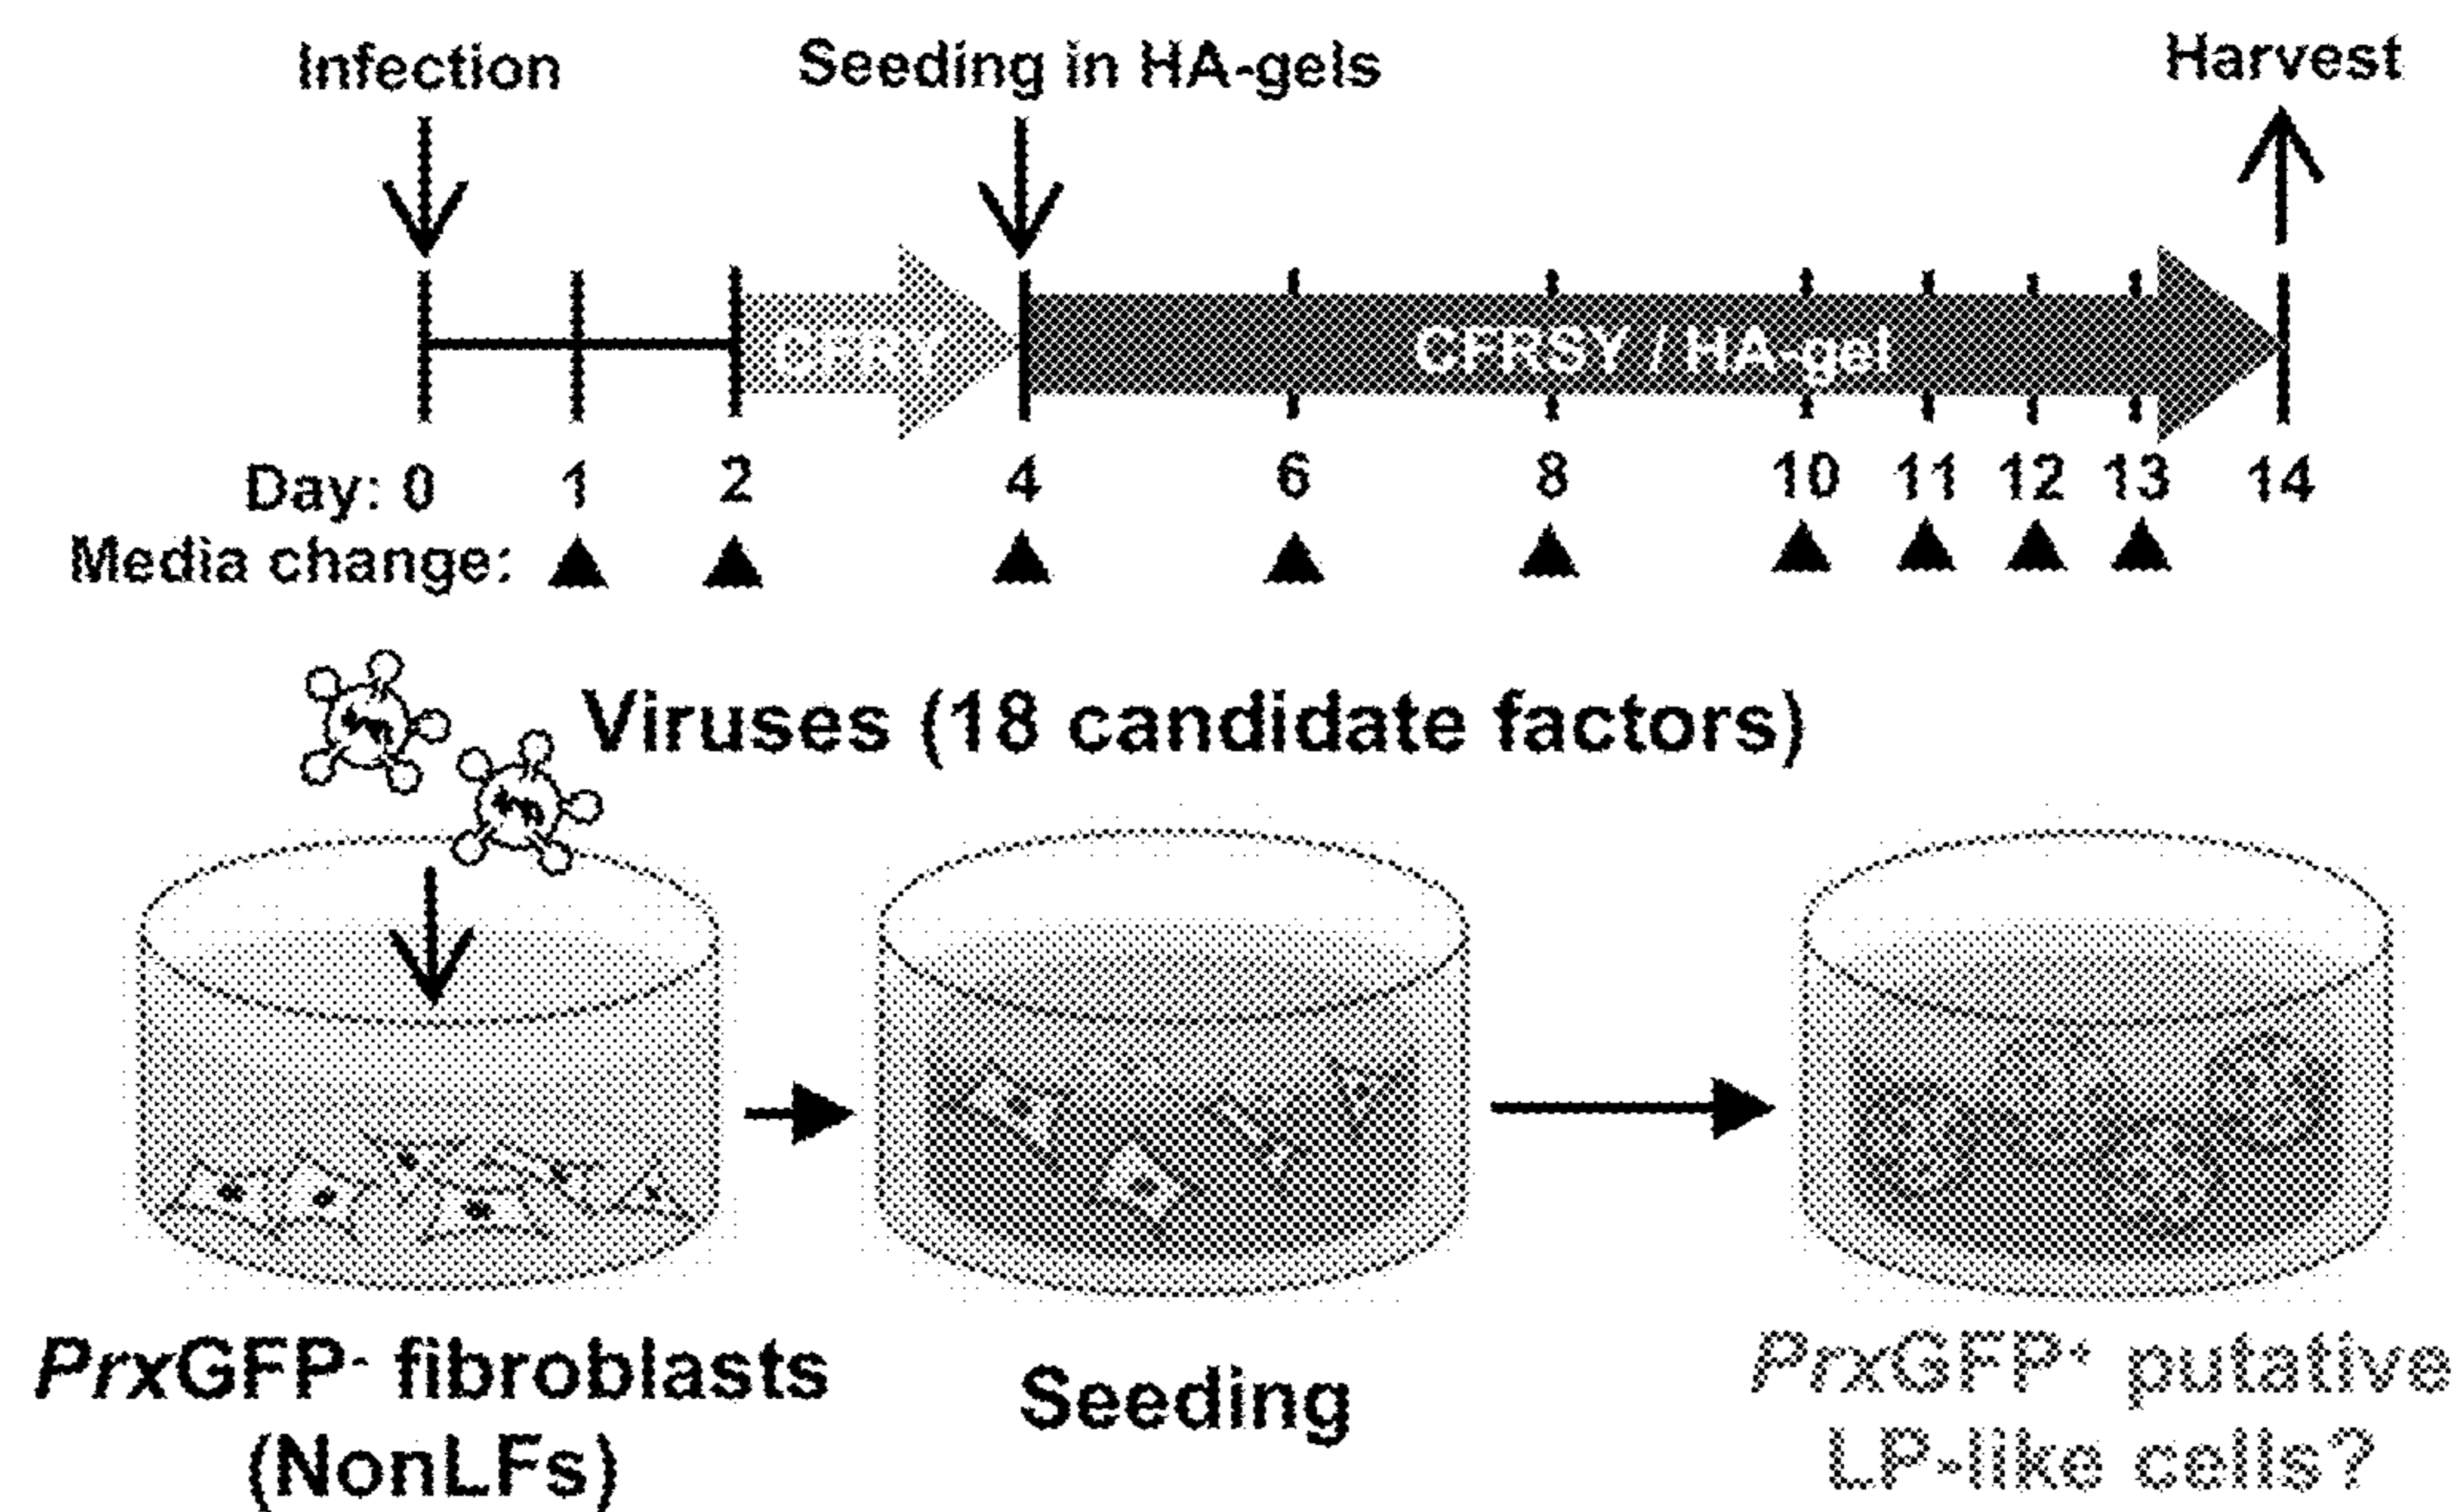 Infection
Seeding in HA-gels
Harvest
CFRY
CFRSY / HA-gel
Day: 0 1 2 4 6 8 10 11 12 13 14
Media change:
Viruses (18 candidate factors)
PrxGFP- fibroblasts
(NonLFs)
Seeding
PrxGFP+ putative
LP-like cells?